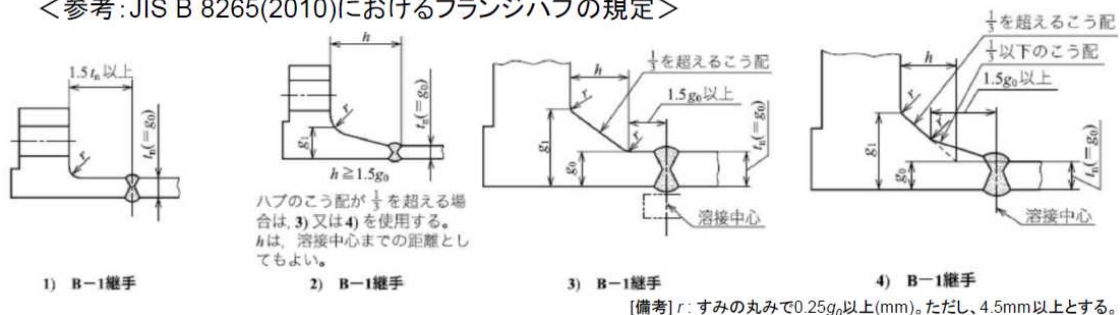 <参考:JIS B 8265(2010)におけるフランジハブの規定>
1.5tn以上
r
tn(=g0)
1) B−1継手
h
r
g1
tn(=g0)
h≧1.5g0
ハブのこう配が 1/3 を超える場
合は, 3) 又は 4) を使用する。
hは, 溶接中心までの距離とし
てもよい。
2) B−1継手
1/3を超えるこう配
h
1.5g0以上
r
r
g1
g0
tn(=g0)
溶接中心
3) B−1継手
1/3を超えるこう配
1/3以下のこう配
h
1.5g0以上
r
r
g1
g0
tn(=g0)
溶接中心
4) B−1継手
[備考] r : すみの丸みで0.25g0以上(mm)。ただし、4.5mm以上とする。